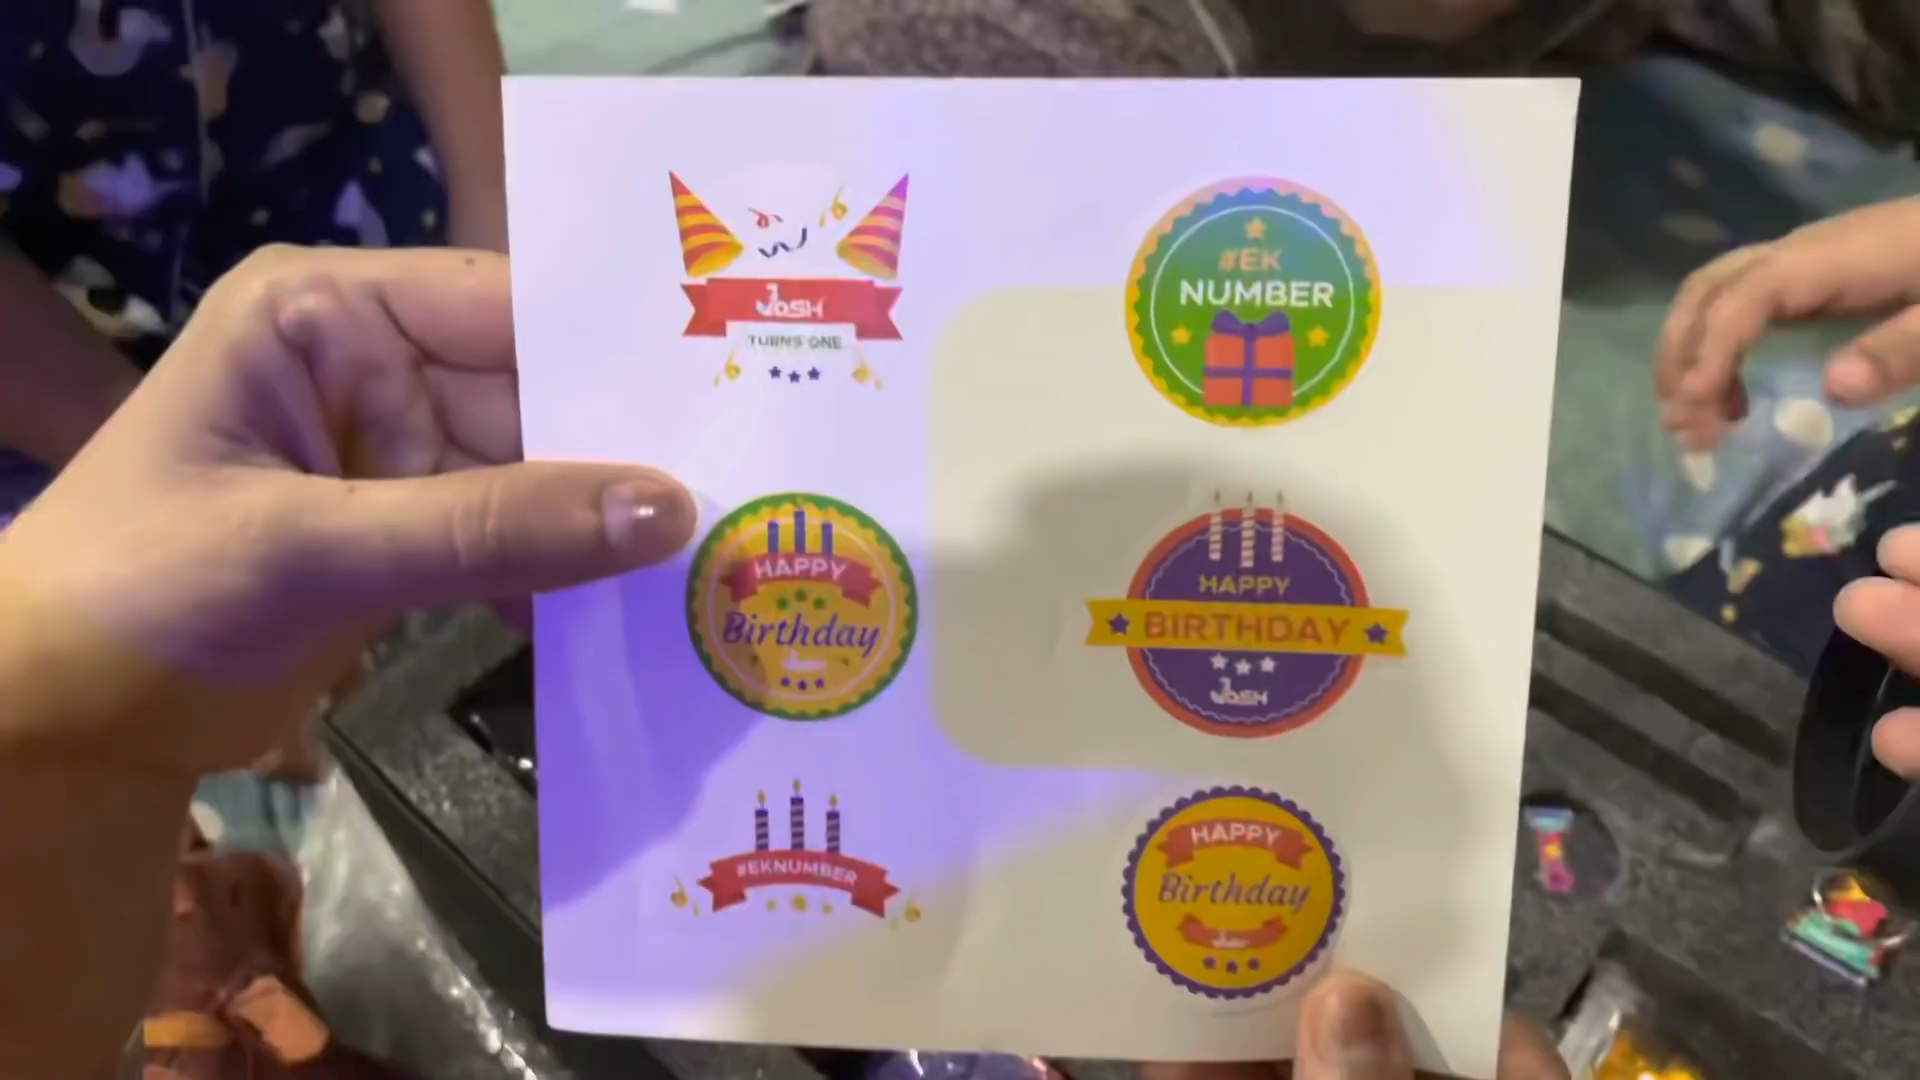 Josh
TURNS ONE
#EK
NUMBER
HAPPY
Birthday
HAPPY
BIRTHDAY
Josh
#EKNUMBER
HAPPY
Birthday